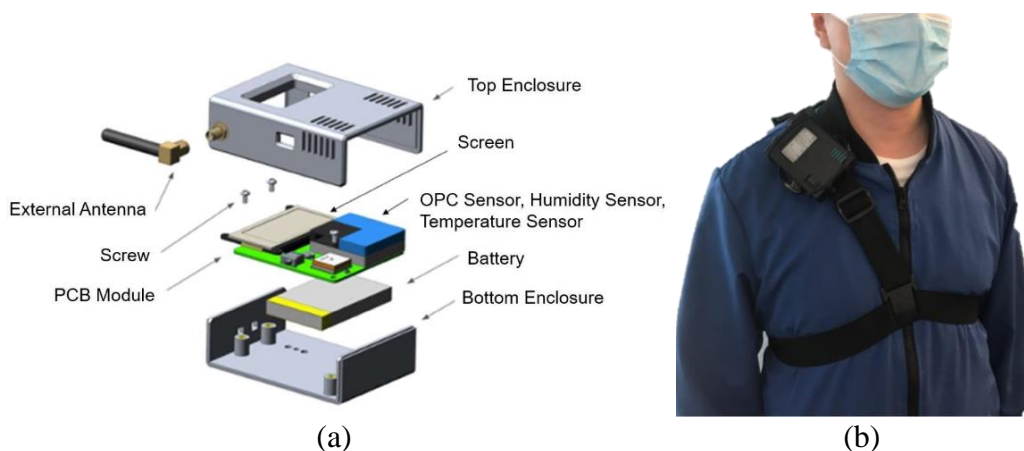 Top Enclosure
Screen
External Antenna
OPC Sensor, Humidity Sensor,
Temperature Sensor
Screw
Battery
PCB Module
Bottom Enclosure
(a)
(b)